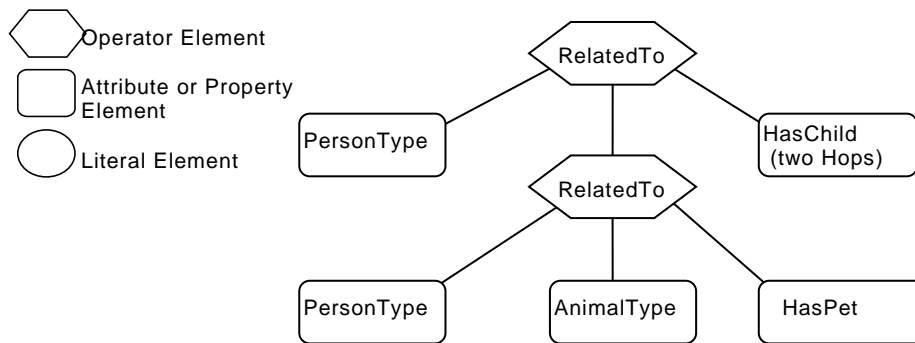 Operator Element
Attribute or Property
Element
Literal Element
RelatedTo
PersonType
HasChild
(two Hops)
RelatedTo
PersonType
AnimalType
HasPet